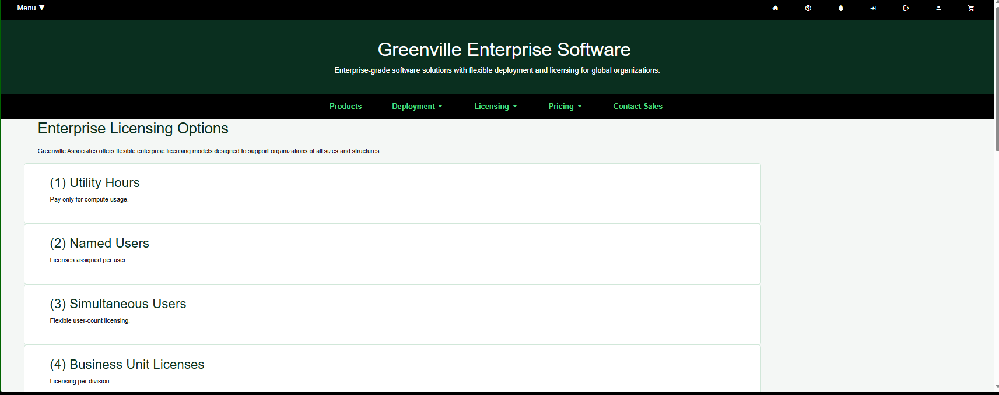 Menu ▼
Greenville Enterprise Software
Enterprise-grade software solutions with flexible deployment and licensing for global organizations.
Products Deployment Licensing Pricing Contact Sales
Enterprise Licensing Options
Greenville Associates offers flexible enterprise licensing models designed to support organizations of all sizes and structures.
(1) Utility Hours
Pay only for compute usage.
(2) Named Users
Licenses assigned per user.
(3) Simultaneous Users
Flexible user-count licensing.
(4) Business Unit Licenses
Licensing per division.